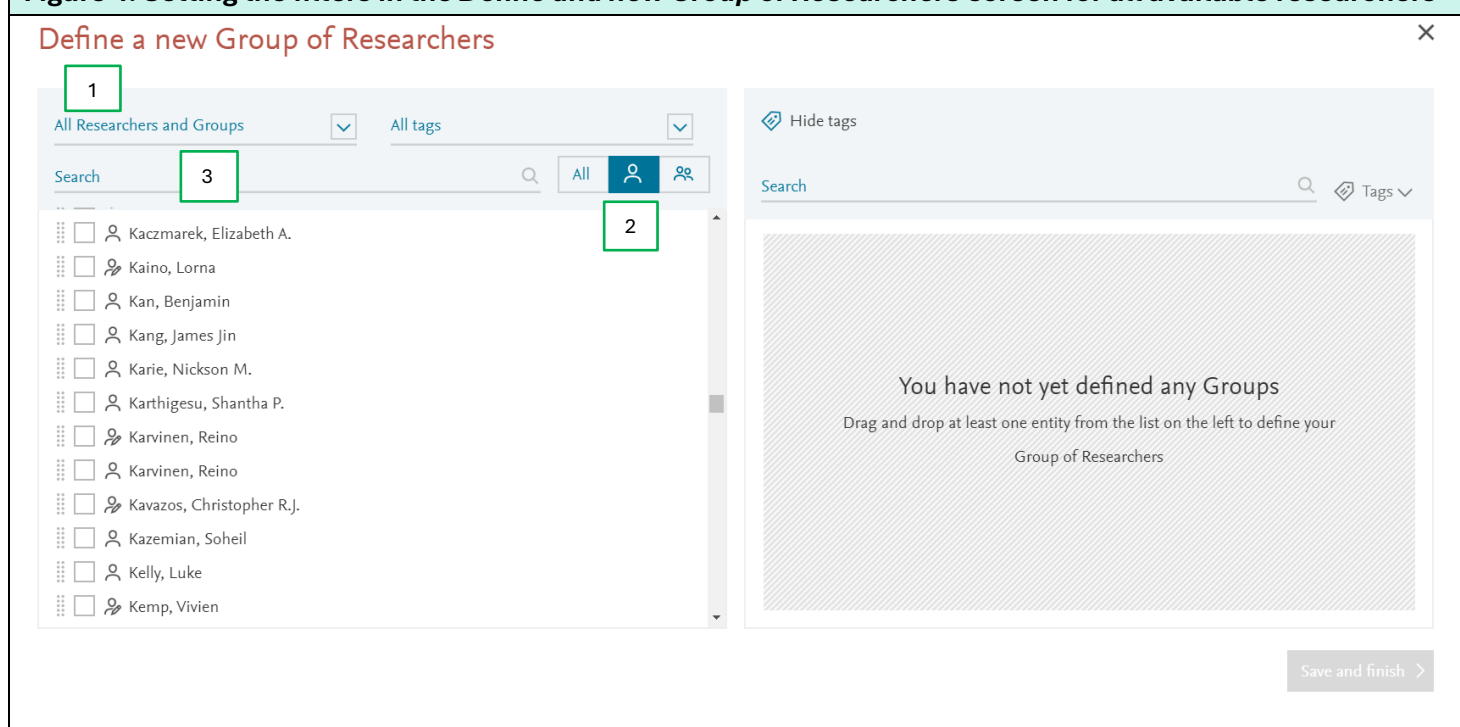 Define a new Group of Researchers
1
All Researchers and Groups
All tags
Search
3
All
2
Kaczmarek, Elizabeth A.
Kaino, Lorna
Kan, Benjamin
Kang, James Jin
Karie, Nickson M.
Karthigesu, Shantha P.
Karvinen, Reino
Karvinen, Reino
Kavazos, Christopher R.J.
Kazemian, Soheil
Kelly, Luke
Kemp, Vivien
Hide tags
Search
Tags
You have not yet defined any Groups
Drag and drop at least one entity from the list on the left to define your
Group of Researchers
Save and finish